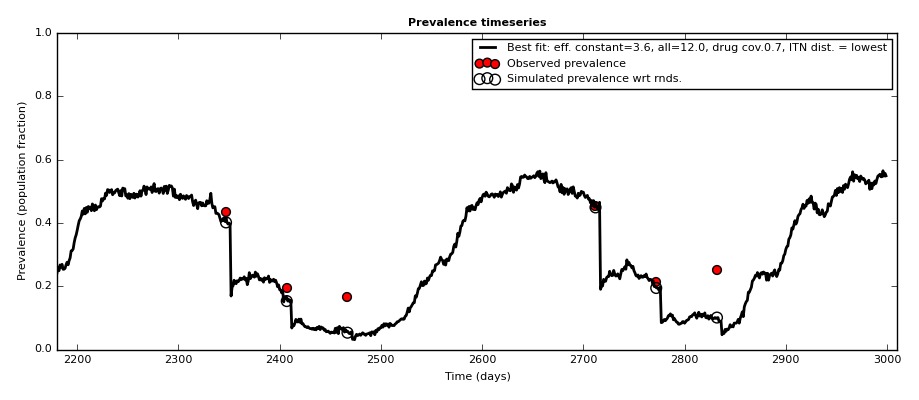 Prevalence timeseries
Best fit: eff. constant=3.6, all=12.0, drug cov.0.7, ITN dist. = lowest
Observed prevalence
Simulated prevalence wrt rnds.
Prevalence (population fraction)
1.0
0.8
0.6
0.4
0.2
0.0
2200 2300 2400 2500 2600 2700 2800 2900 3000
Time (days)